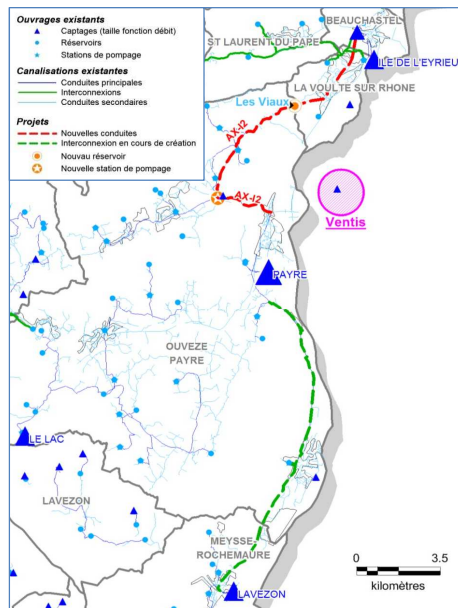 Ouvrages existants
Captages (taille fonction débit)
Réservoirs
Stations de pompage
Canalisations existantes
Conduites principales
Interconnexions
Conduites secondaires
Projets
Nouvelles conduites
Interconnexion en cours de création
Nouvau réservoir
Nouvelle station de pompage
BEAUCHASTEL
ST LAURENT DU PAPE
ILE DE L'EYRIEU
LA VOULTE SUR RHONE
Les Viaux
AX-I2
AX-I2
Ventis
PAYRE
OUVEZE
PAYRE
LE LAC
LAVEZON
MEYSSE
ROCHEMAURE
LAVEZON
0 3.5
kilomètres